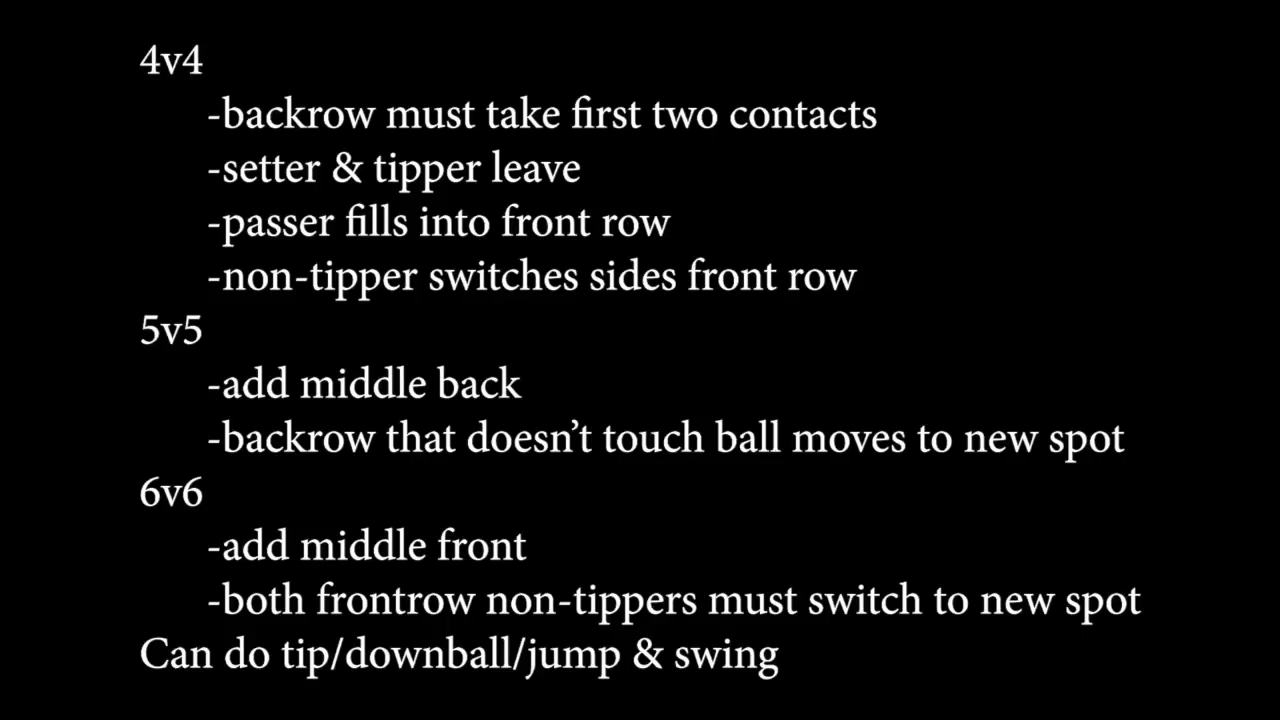 4v4
-backrow must take first two contacts
-setter & tipper leave
-passer fills into front row
-non-tipper switches sides front row
5v5
-add middle back
-backrow that doesn’t touch ball moves to new spot
6v6
-add middle front
-both frontrow non-tippers must switch to new spot
Can do tip/downball/jump & swing